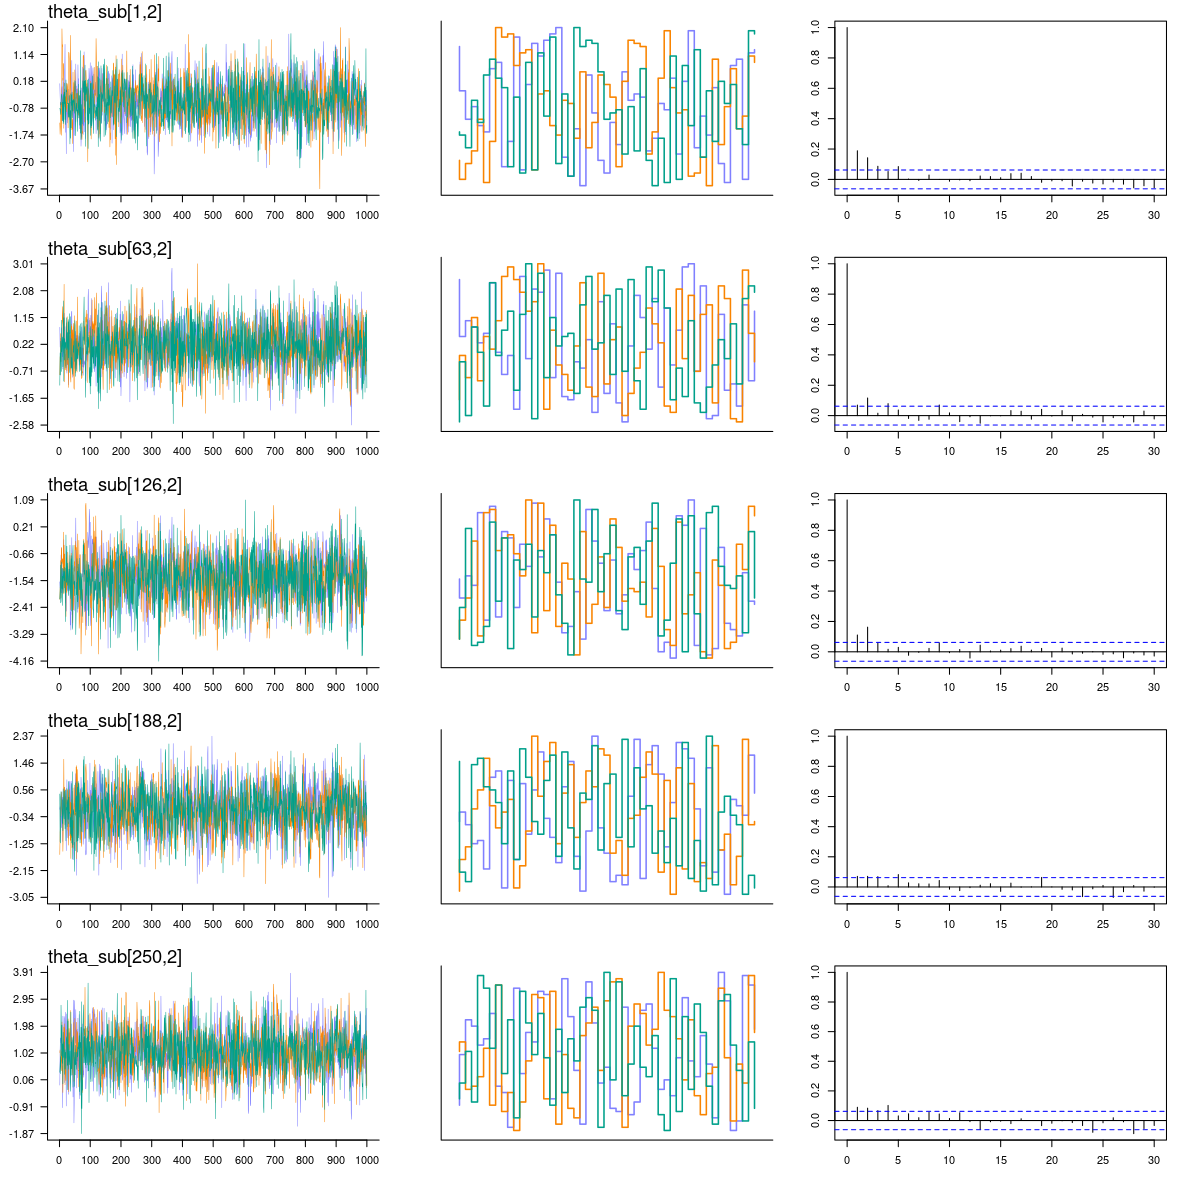 theta_sub[1,2]
2.10
1.14
0.18
-0.78
-1.74
-2.70
-3.67
0 100 200 300 400 500 600 700 800 900 1000
0.0 0.2 0.4 0.6 0.8 1.0
0 5 10 15 20 25 30
theta_sub[63,2]
3.01
2.08
1.15
0.22
-0.71
-1.65
-2.58
0 100 200 300 400 500 600 700 800 900 1000
0.0 0.2 0.4 0.6 0.8 1.0
0 5 10 15 20 25 30
theta_sub[126,2]
1.09
0.21
-0.66
-1.54
-2.41
-3.29
-4.16
0 100 200 300 400 500 600 700 800 900 1000
0.0 0.2 0.4 0.6 0.8 1.0
0 5 10 15 20 25 30
theta_sub[188,2]
2.37
1.46
0.56
-0.34
-1.25
-2.15
-3.05
0 100 200 300 400 500 600 700 800 900 1000
0.0 0.2 0.4 0.6 0.8 1.0
0 5 10 15 20 25 30
theta_sub[250,2]
3.91
2.95
1.98
1.02
0.06
-0.91
-1.87
0 100 200 300 400 500 600 700 800 900 1000
0.0 0.2 0.4 0.6 0.8 1.0
0 5 10 15 20 25 30